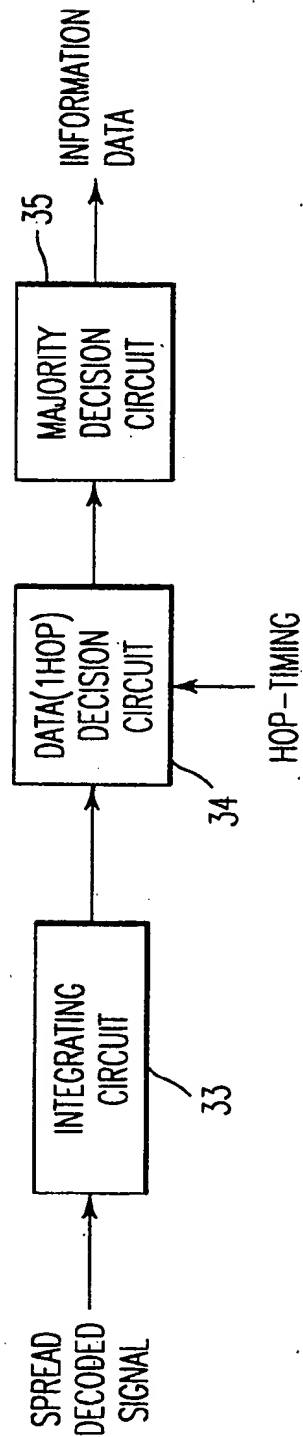 SPREAD
DECODED
SIGNAL
INTEGRATING
CIRCUIT
33
DATA(1HOP)
DECISION
CIRCUIT
34
HOP-TIMING
MAJORITY
DECISION
CIRCUIT
35
INFORMATION
DATA